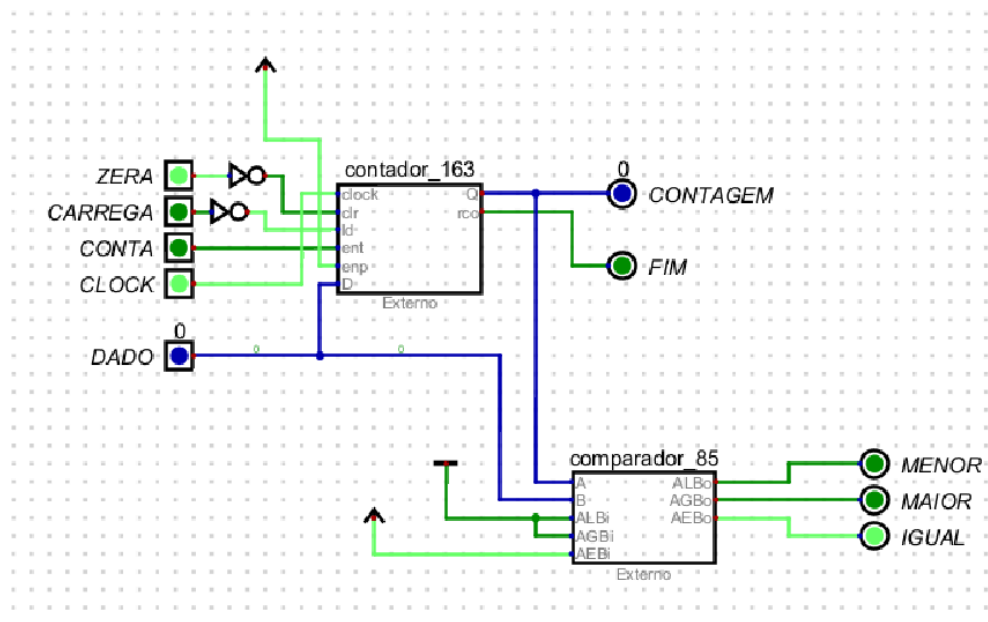 contador_163
ZERA
CARREGA
CONTA
CLOCK
clock
clr
ld
ent
enp
D
Q
rco
Externo
0
CONTAGEM
FIM
0
DADO
0
0
comparador_85
A
B
ALBi
AGBi
AEBi
ALBo
AGBo
AEBo
Externo
MENOR
MAIOR
IGUAL